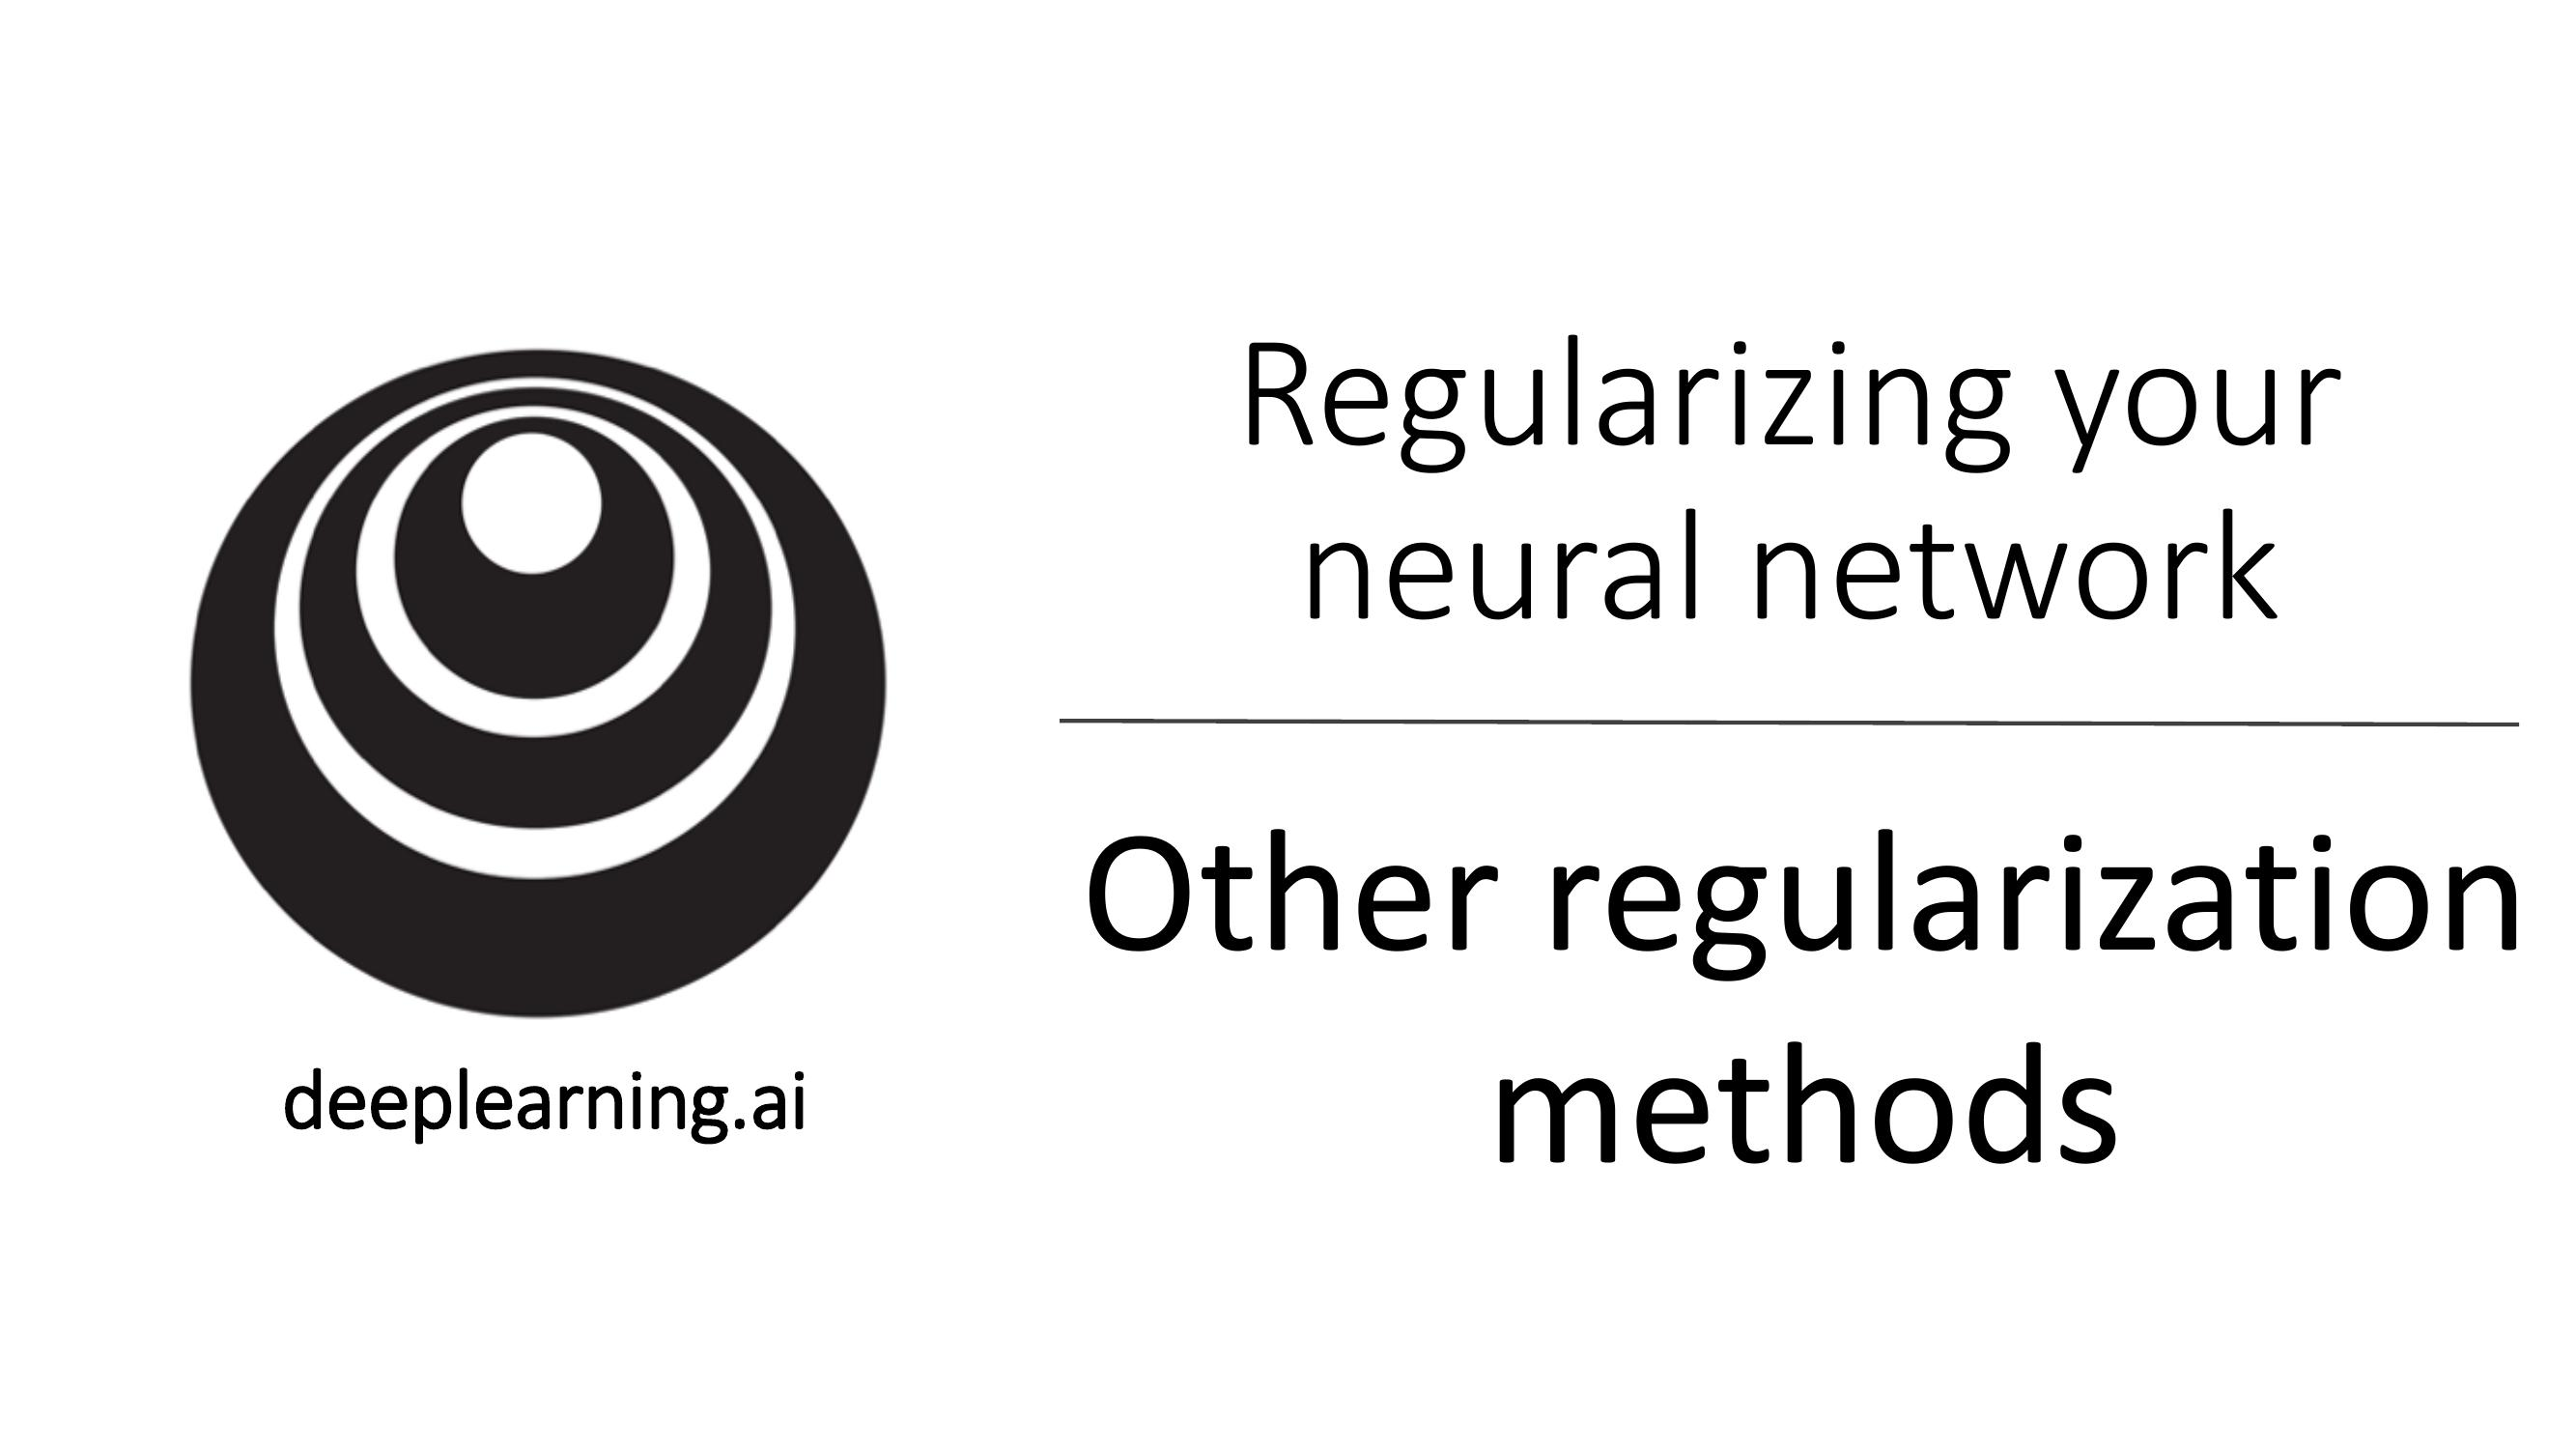 Regularizing your
neural network
Other regularization
methods
deeplearning.ai